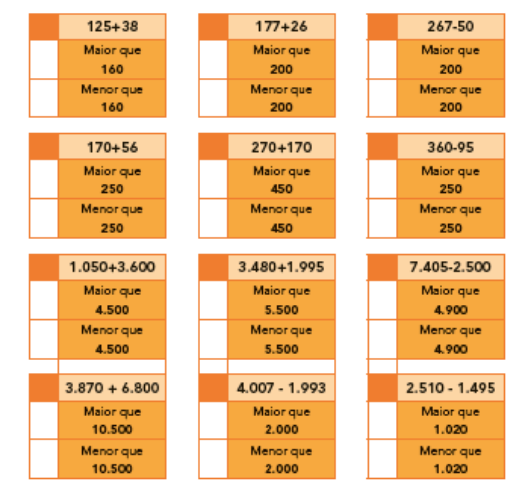 125+38
Maior que
160
Menor que
160
177+26
Maior que
200
Menor que
200
267-50
Maior que
200
Menor que
200
170+56
Maior que
250
Menor que
250
270+170
Maior que
450
Menor que
450
360-95
Maior que
250
Menor que
250
1.050+3.600
Maior que
4.500
Menor que
4.500
3.480+1.995
Maior que
5.500
Menor que
5.500
7.405-2.500
Maior que
4.900
Menor que
4.900
3.870 + 6.800
Maior que
10.500
Menor que
10.500
4.007 - 1.993
Maior que
2.000
Menor que
2.000
2.510 - 1.495
Maior que
1.020
Menor que
1.020